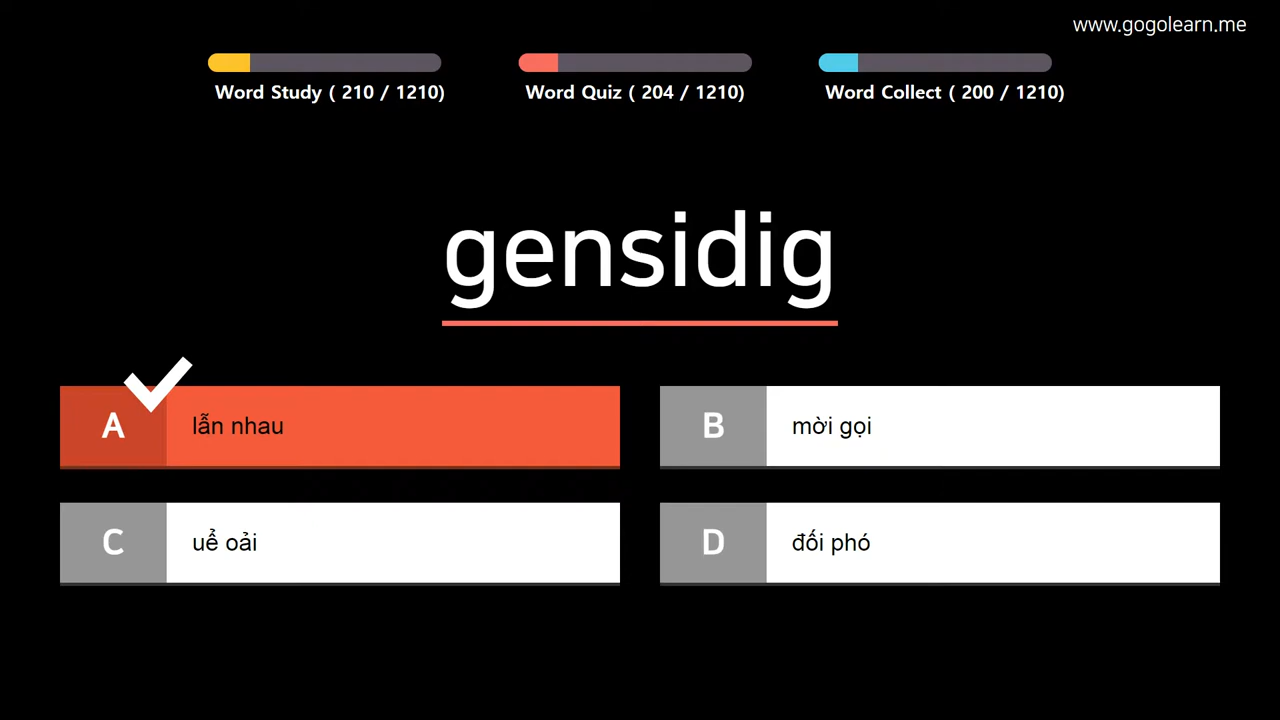 www.gogolearn.me
Word Study ( 210 / 1210)
Word Quiz ( 204 / 1210)
Word Collect ( 200 / 1210)
gensidig
A lẫn nhau
B mời gọi
C uể oải
D đối phó